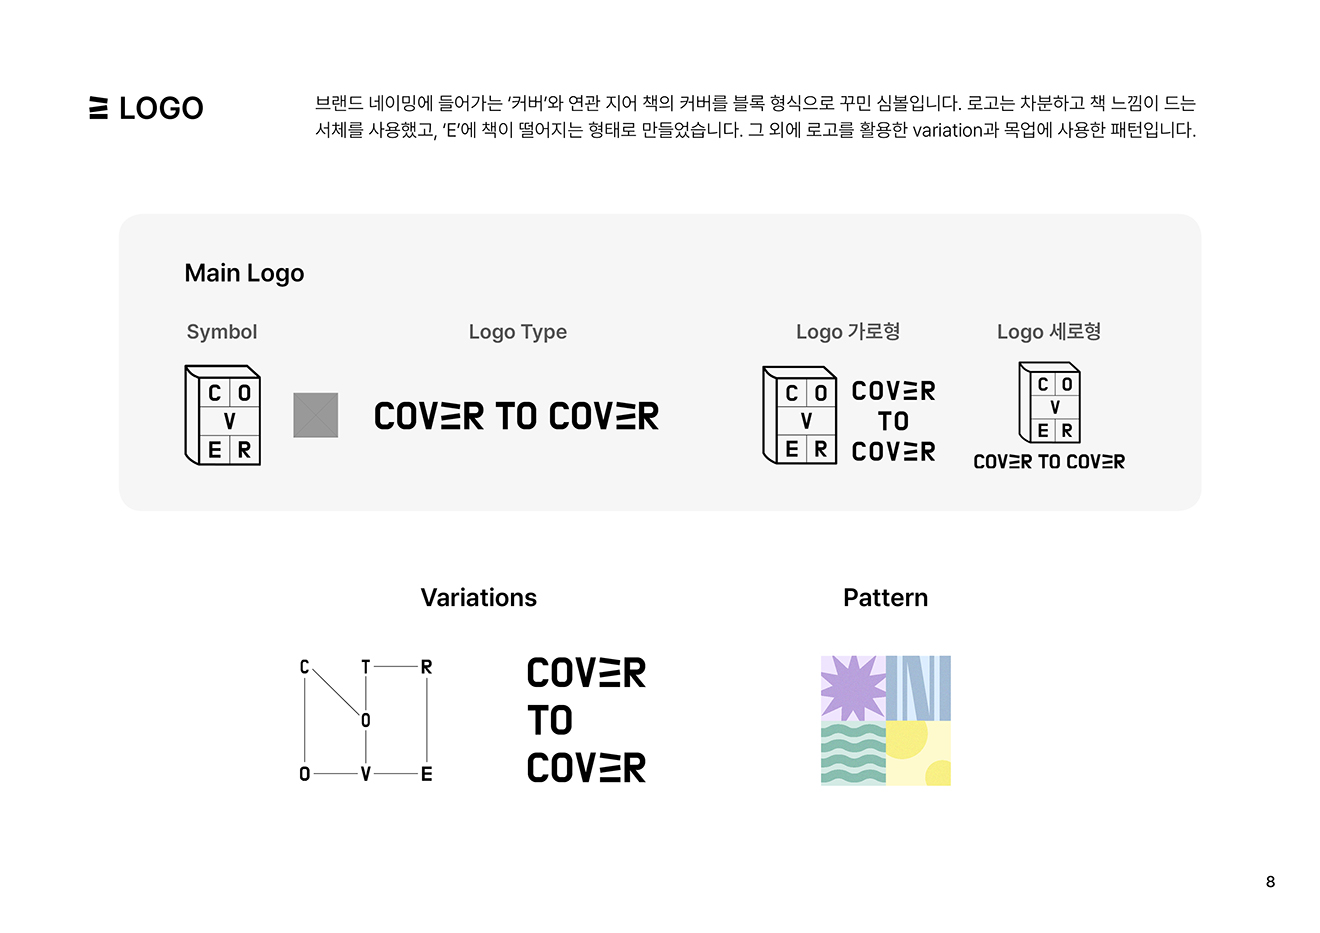 LOGO
브랜드 네이밍에 들어가는 ‘커버’와 연관 지어 책의 커버를 블록 형식으로 꾸민 심볼입니다. 로고는 차분하고 책 느낌이 드는
서체를 사용했고, ‘E’에 책이 떨어지는 형태로 만들었습니다. 그 외에 로고를 활용한 variation과 목업에 사용한 패턴입니다.
Main Logo
Symbol
C O
V
E R
Logo Type
COVER TO COVER
Logo 가로형
C O
V
E R
COVER
TO
COVER
Logo 세로형
C O
V
E R
COVER TO COVER
Variations
C T R
O
O V E
COVER
TO
COVER
Pattern
8